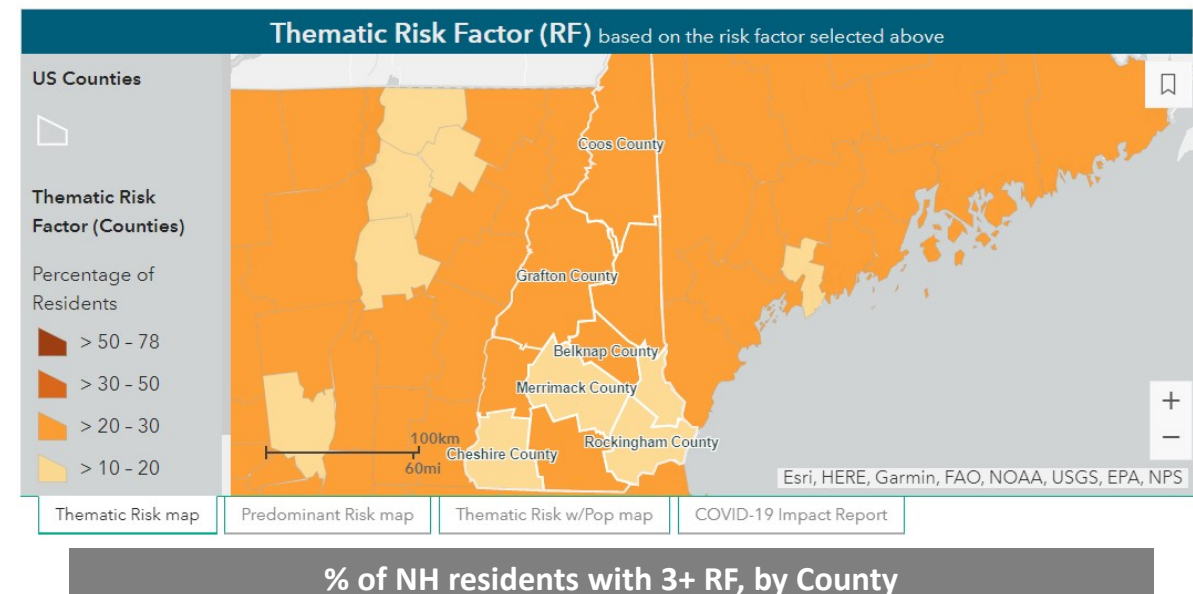 Thematic Risk Factor (RF) based on the risk factor selected above
US Counties
Thematic Risk
Factor (Counties)
Percentage of
Residents
> 50 - 78
> 30 - 50
> 20 - 30
> 10 - 20
Coos County
Grafton County
Belknap County
Merrimack County
Rockingham County
Cheshire County
100km
60mi
+
−
Esri, HERE, Garmin, FAO, NOAA, USGS, EPA, NPS
Thematic Risk map
Predominant Risk map
Thematic Risk w/Pop map
COVID-19 Impact Report
% of NH residents with 3+ RF, by County